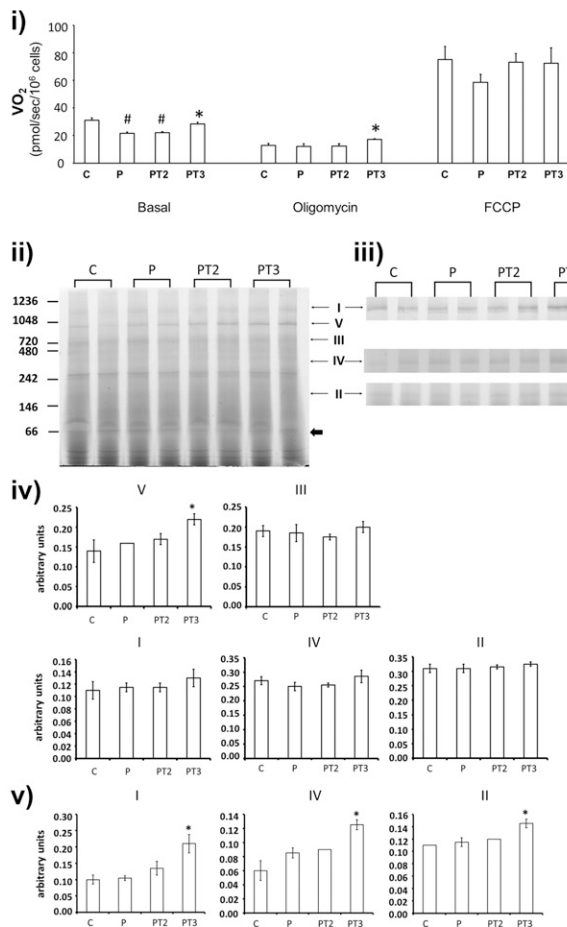 i)
VO2
(pmol/sec/10⁶ cells)
100
80
60
40
20
0
# # *
*
C P PT2 PT3 C P PT2 PT3 C P PT2 PT3
Basal Oligomycin FCCP
ii) iii)
C P PT2 PT3 C P PT2
1236
1048
720
480
242
146
66
I
V
III
IV
II
iv)
V III
arbitrary units
0.25
0.20
0.15
0.10
0.05
0.00
*
C P PT2 PT3
0.25
0.20
0.15
0.10
0.05
0.00
C P PT2 PT3
I IV II
arbitrary units
0.16
0.14
0.12
0.10
0.08
0.06
0.04
0.02
0.00
C P PT2 PT3
0.35
0.30
0.25
0.20
0.15
0.10
0.05
0.00
C P PT2 PT3
0.35
0.30
0.25
0.20
0.15
0.10
0.05
0.00
C P PT2 PT3
v)
I IV II
arbitrary units
0.30
0.25
0.20
0.15
0.10
0.05
0.00
*
C P PT2 PT3
0.14
0.12
0.10
0.08
0.06
0.04
0.02
0.00
*
C P PT2 PT3
0.16
0.14
0.12
0.10
0.08
0.06
0.04
0.02
0.00
*
C P PT2 PT3